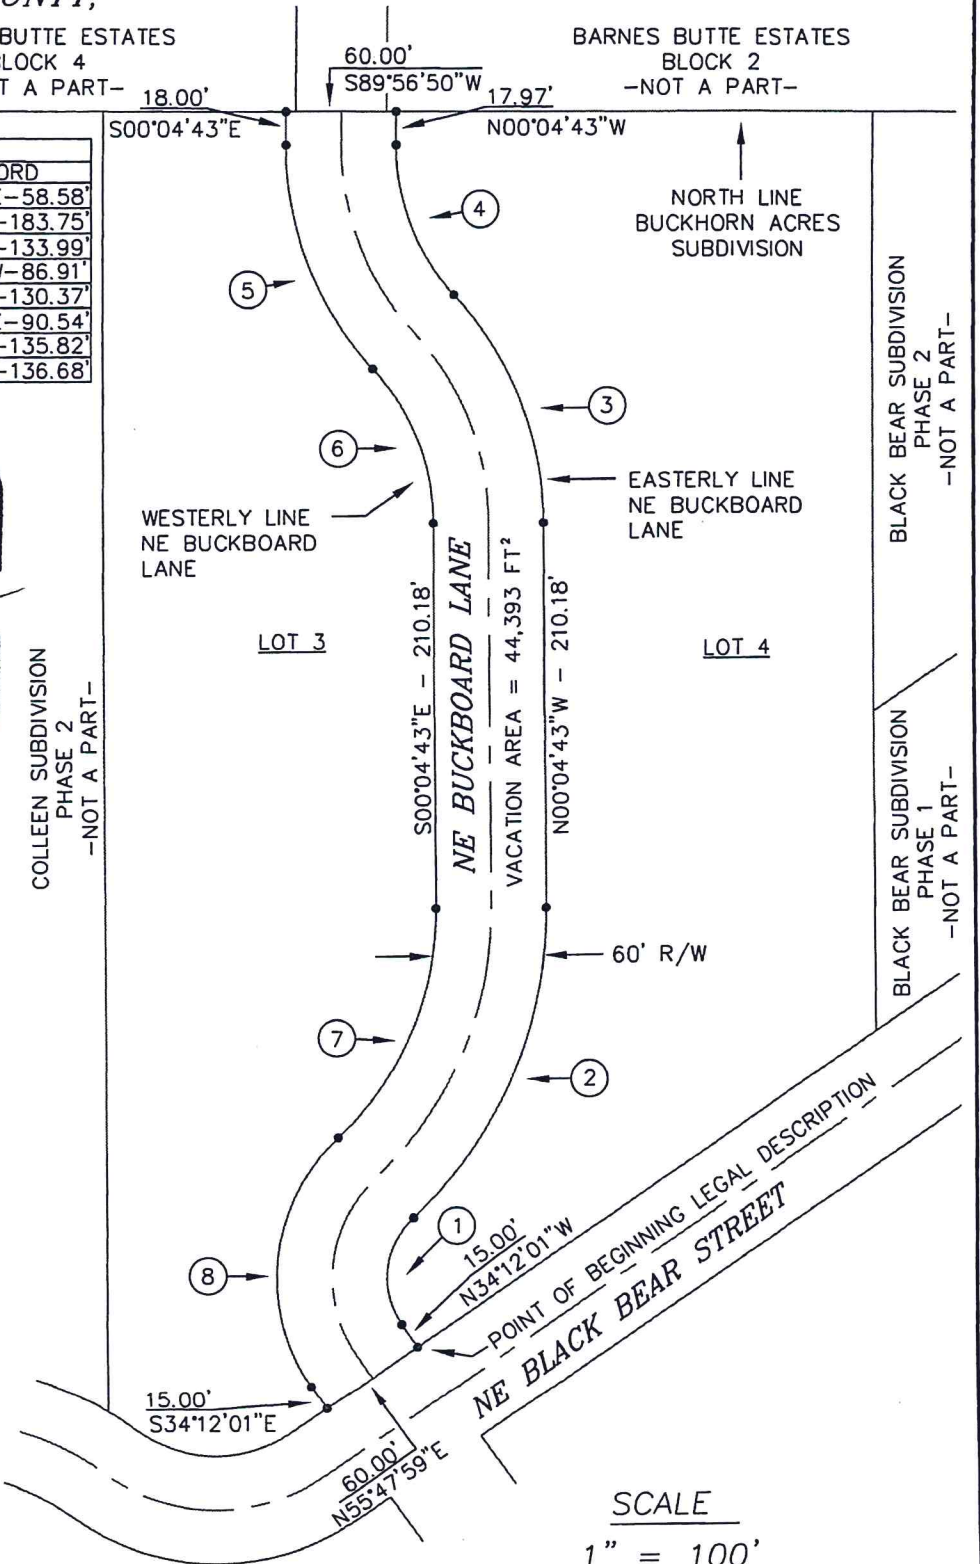 BUTTE ESTATES
BLOCK 4
-NOT A PART-
60.00'
S89°56'50"W
BARNES BUTTE ESTATES
BLOCK 2
-NOT A PART-
18.00'
S00°04'43"E
17.97'
N00°04'43"W
ORD
-58.58'
-183.75'
-133.99'
-86.91'
-130.37'
-90.54'
-135.82'
-136.68'
NORTH LINE
BUCKHORN ACRES
SUBDIVISION
4
5
3
6
BLACK BEAR SUBDIVISION
PHASE 2
-NOT A PART-
EASTERLY LINE
NE BUCKBOARD
LANE
WESTERLY LINE
NE BUCKBOARD
LANE
LOT 3
LOT 4
S00°04'43"E - 210.18'
NE BUCKBOARD LANE
VACATION AREA = 44,393 FT²
N00°04'43"W - 210.18'
COLLEEN SUBDIVISION
PHASE 2
-NOT A PART-
BLACK BEAR SUBDIVISION
PHASE 1
-NOT A PART-
60' R/W
7
2
1
8
15.00'
N34°12'01"W
POINT OF BEGINNING LEGAL DESCRIPTION
NE BLACK BEAR STREET
15.00'
S34°12'01"E
60.00'
N55°47'59"E
SCALE
1" = 100'